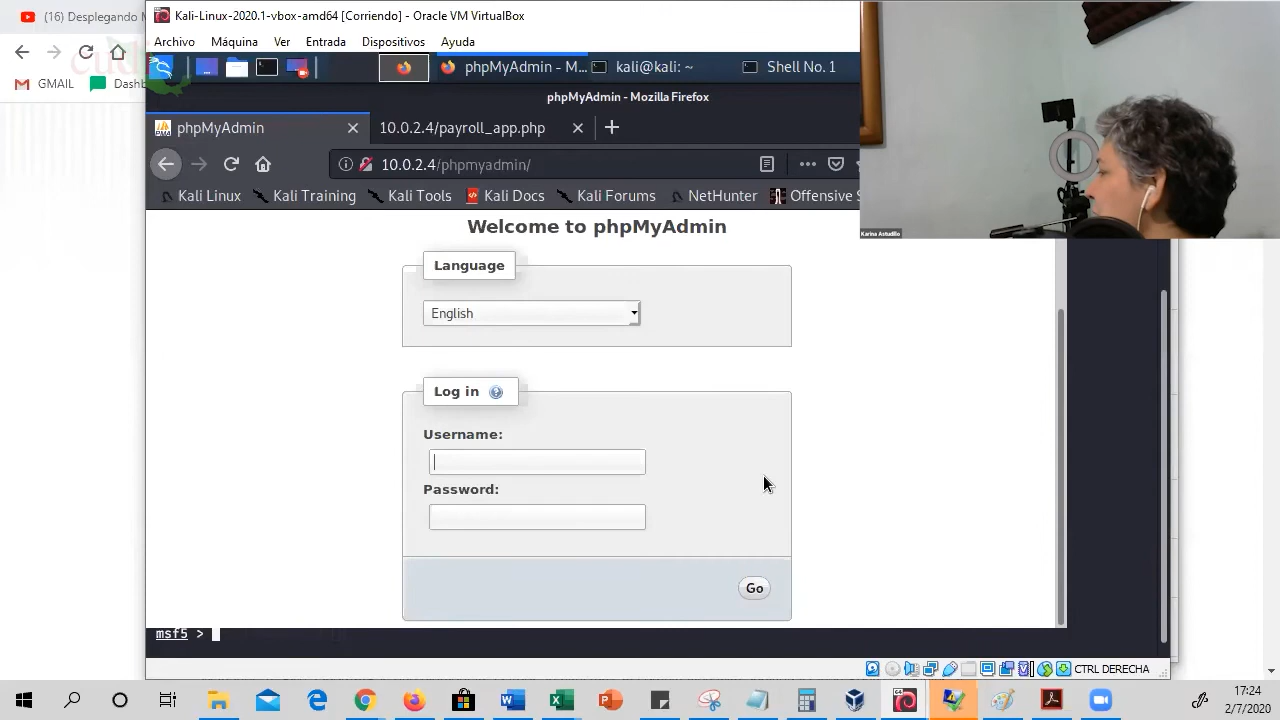 (16) Desplegando M
GMAIL
Dashb
Kali-Linux-2020.1-vbox-amd64 [Corriendo] - Oracle VM VirtualBox
Archivo Máquina Ver Entrada Dispositivos Ayuda
phpMyAdmin - M... kali@kali: ~ Shell No. 1
phpMyAdmin - Mozilla Firefox
phpMyAdmin 10.0.2.4/payroll_app.php
10.0.2.4/phpmyadmin/
Kali Linux Kali Training Kali Tools Kali Docs Kali Forums NetHunter Offensive
Karina Astudillo
Welcome to phpMyAdmin
Language
English
Log in
Username:
Password:
Go
msf5 >
CTRL DERECHA
17:24
2/7/2020